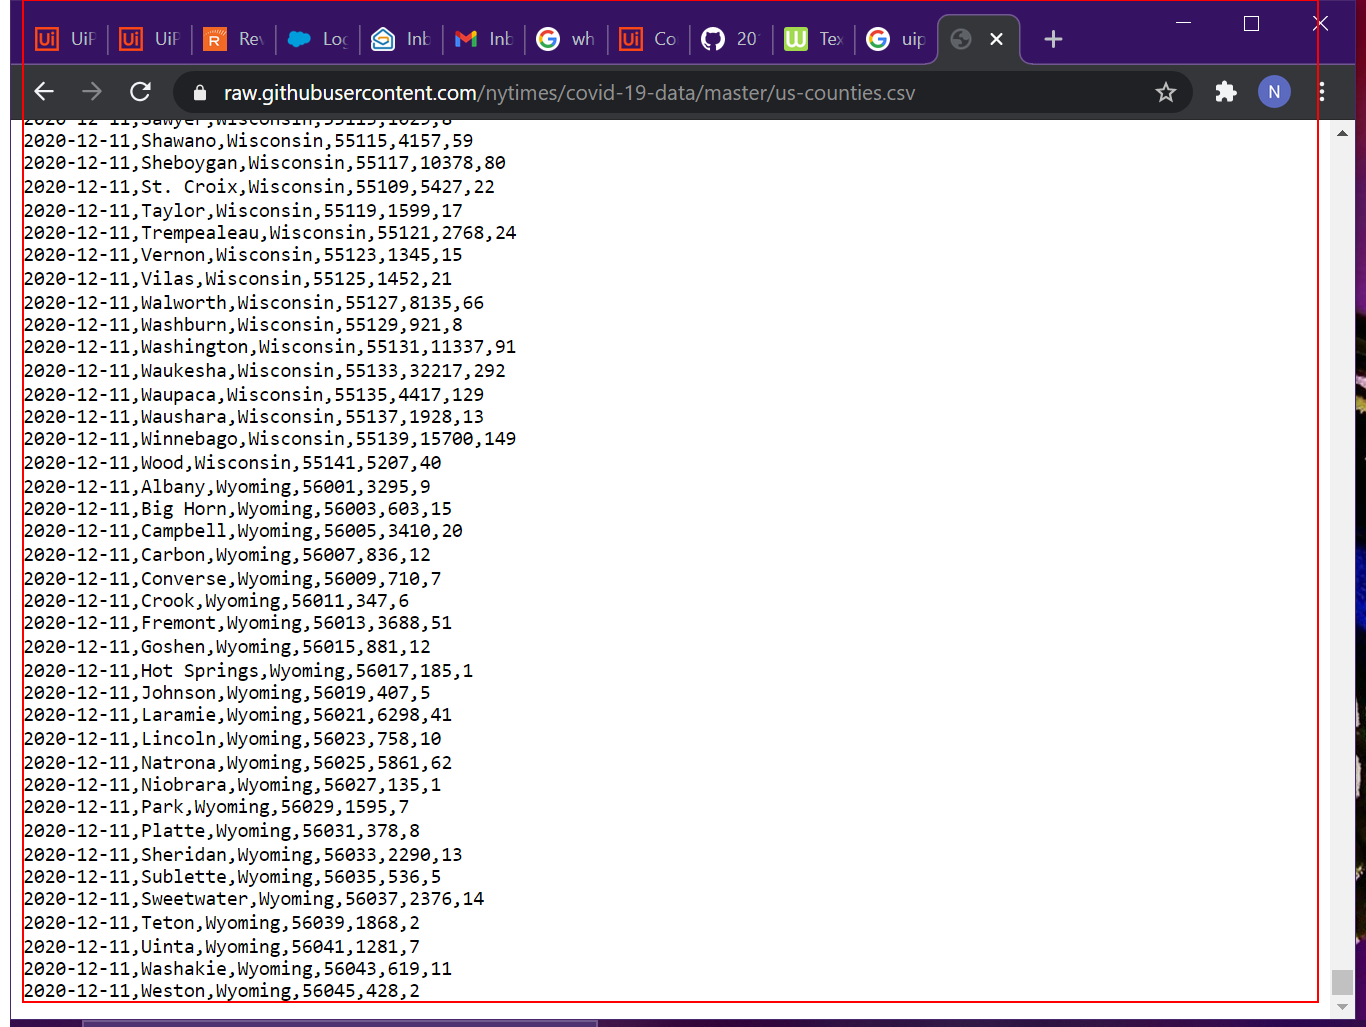 Ui UiP Ui UiP R Rev Log Inb Inb wh Ui Co 20 W Tex uip
raw.githubusercontent.com/nytimes/covid-19-data/master/us-counties.csv N
2020-12-11,Sawyer,Wisconsin,55113,1029,8
2020-12-11,Shawano,Wisconsin,55115,4157,59
2020-12-11,Sheboygan,Wisconsin,55117,10378,80
2020-12-11,St. Croix,Wisconsin,55109,5427,22
2020-12-11,Taylor,Wisconsin,55119,1599,17
2020-12-11,Trempealeau,Wisconsin,55121,2768,24
2020-12-11,Vernon,Wisconsin,55123,1345,15
2020-12-11,Vilas,Wisconsin,55125,1452,21
2020-12-11,Walworth,Wisconsin,55127,8135,66
2020-12-11,Washburn,Wisconsin,55129,921,8
2020-12-11,Washington,Wisconsin,55131,11337,91
2020-12-11,Waukesha,Wisconsin,55133,32217,292
2020-12-11,Waupaca,Wisconsin,55135,4417,129
2020-12-11,Waushara,Wisconsin,55137,1928,13
2020-12-11,Winnebago,Wisconsin,55139,15700,149
2020-12-11,Wood,Wisconsin,55141,5207,40
2020-12-11,Albany,Wyoming,56001,3295,9
2020-12-11,Big Horn,Wyoming,56003,603,15
2020-12-11,Campbell,Wyoming,56005,3410,20
2020-12-11,Carbon,Wyoming,56007,836,12
2020-12-11,Converse,Wyoming,56009,710,7
2020-12-11,Crook,Wyoming,56011,347,6
2020-12-11,Fremont,Wyoming,56013,3688,51
2020-12-11,Goshen,Wyoming,56015,881,12
2020-12-11,Hot Springs,Wyoming,56017,185,1
2020-12-11,Johnson,Wyoming,56019,407,5
2020-12-11,Laramie,Wyoming,56021,6298,41
2020-12-11,Lincoln,Wyoming,56023,758,10
2020-12-11,Natrona,Wyoming,56025,5861,62
2020-12-11,Niobrara,Wyoming,56027,135,1
2020-12-11,Park,Wyoming,56029,1595,7
2020-12-11,Platte,Wyoming,56031,378,8
2020-12-11,Sheridan,Wyoming,56033,2290,13
2020-12-11,Sublette,Wyoming,56035,536,5
2020-12-11,Sweetwater,Wyoming,56037,2376,14
2020-12-11,Teton,Wyoming,56039,1868,2
2020-12-11,Uinta,Wyoming,56041,1281,7
2020-12-11,Washakie,Wyoming,56043,619,11
2020-12-11,Weston,Wyoming,56045,428,2